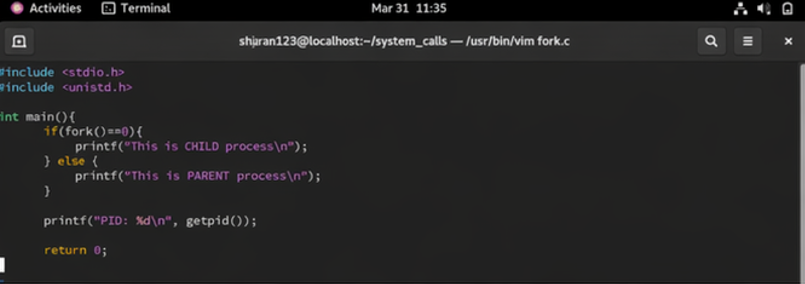 Activities Terminal Mar 31 11:35
sharan123@localhost:~/system_calls — /usr/bin/vim fork.c
#include <stdio.h>
#include <unistd.h>
int main(){
if(fork()==0){
printf("This is CHILD process\n");
} else {
printf("This is PARENT process\n");
}
printf("PID: %d\n", getpid());
return 0;